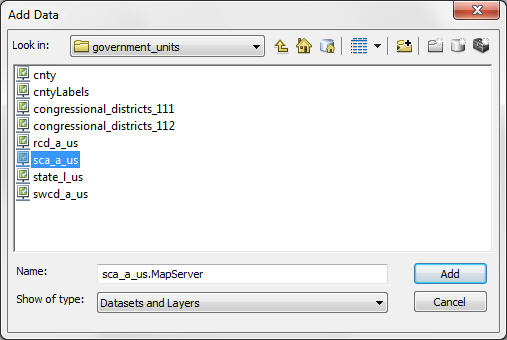 Add Data
Look in: government_units
cnty
cntyLabels
congressional_districts_111
congressional_districts_112
rcd_a_us
sca_a_us
state_l_us
swcd_a_us
Name: sca_a_us.MapServer Add
Show of type: Datasets and Layers Cancel